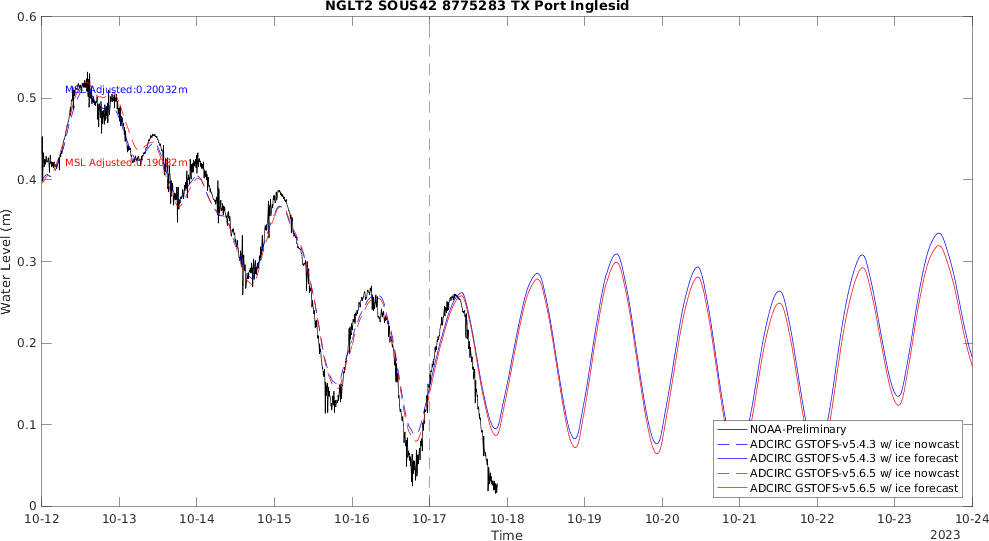 NGLT2 SOUS42 8775283 TX Port Inglesid
Water Level (m)
0.6
0.5
0.4
0.3
0.2
0.1
0
MSL Adjusted:0.20032m
MSL Adjusted:0.19082m
NOAA-Preliminary
ADCIRC GSTOFS-v5.4.3 w/ ice nowcast
ADCIRC GSTOFS-v5.4.3 w/ ice forecast
ADCIRC GSTOFS-v5.6.5 w/ ice nowcast
ADCIRC GSTOFS-v5.6.5 w/ ice forecast
10-12 10-13 10-14 10-15 10-16 10-17 10-18 10-19 10-20 10-21 10-22 10-23 10-24
Time
2023